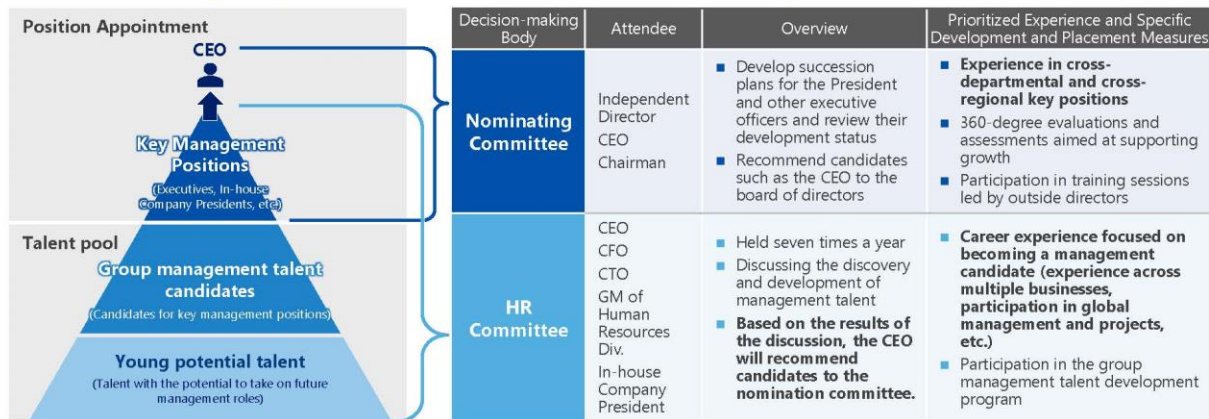 Position Appointment
CEO
Key Management
Positions
(Executives, In-house
Company Presidents, etc.)
Talent pool
Group management talent
candidates
(Candidates for key management positions)
Young potential talent
(Talent with the potential to take on future
management roles)
Decision-making
Body
Attendee
Overview
Prioritized Experience and Specific
Development and Placement Measures
Nominating
Committee
Independent
Director
CEO
Chairman
■ Develop succession
plans for the President
and other executive
officers and review their
development status
■ Recommend candidates
such as the CEO to the
board of directors
■ Experience in cross-
departmental and cross-
regional key positions
■ 360-degree evaluations and
assessments aimed at supporting
growth
■ Participation in training sessions
led by outside directors
HR
Committee
CEO
CFO
CTO
GM of
Human
Resources
Div.
In-house
Company
President
■ Held seven times a year
■ Discussing the discovery
and development of
management talent
■ Based on the results of
the discussion, the CEO
will recommend
candidates to the
nomination committee.
■ Career experience focused on
becoming a management
candidate (experience across
multiple businesses,
participation in global
management and projects,
etc.)
■ Participation in the group
management talent development
program